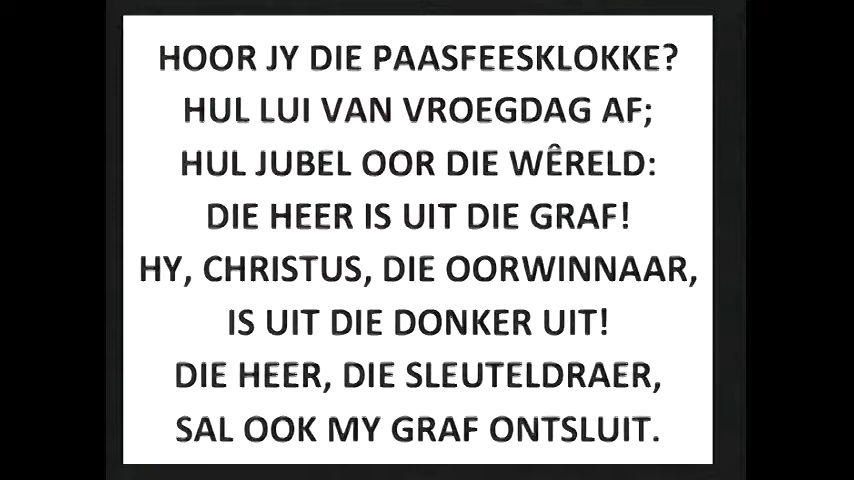 HOOR JY DIE PAASFEESKLOKKE?
HUL LUI VAN VROEGDAG AF;
HUL JUBEL OOR DIE WÊRELD:
DIE HEER IS UIT DIE GRAF!
HY, CHRISTUS, DIE OORWINNAAR,
IS UIT DIE DONKER UIT!
DIE HEER, DIE SLEUTELDRAER,
SAL OOK MY GRAF ONTSLUIT.